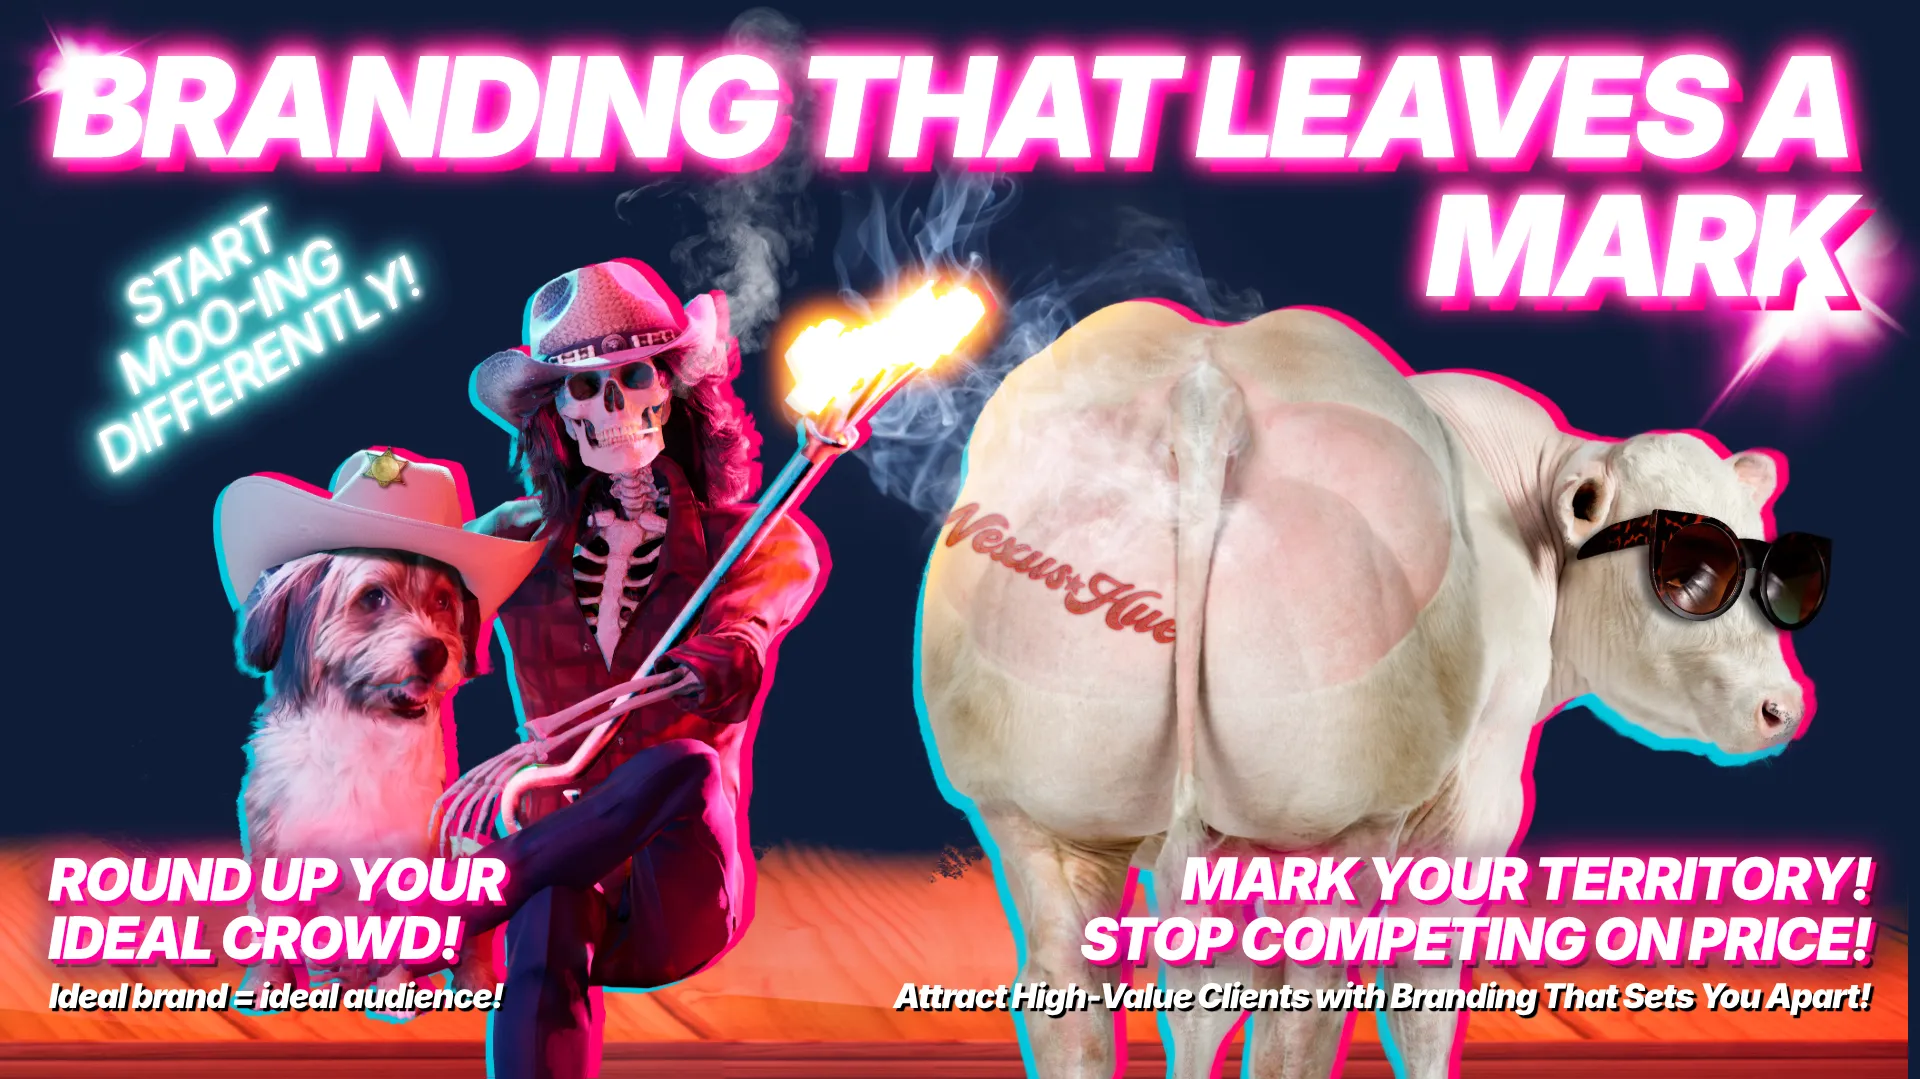 BRANDING THAT LEAVES A
MARK
START
MOO-ING
DIFFERENTLY!
Nexus+Hue
ROUND UP YOUR
IDEAL CROWD!
Ideal brand = ideal audience!
MARK YOUR TERRITORY!
STOP COMPETING ON PRICE!
Attract High-Value Clients with Branding That Sets You Apart!